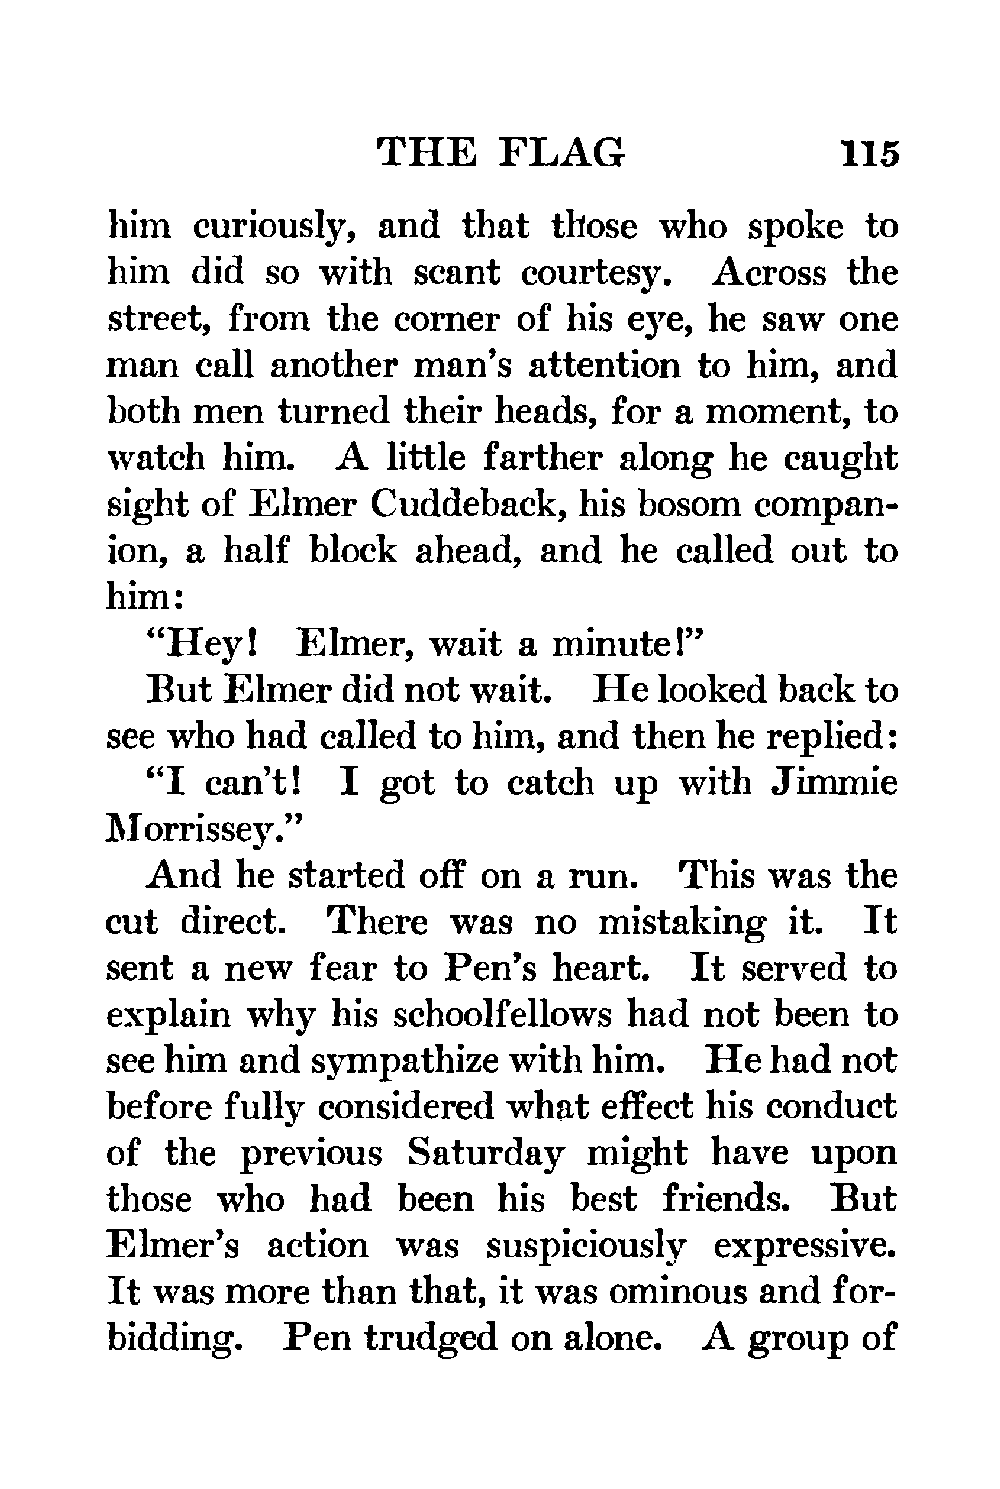 THE FLAG 115
him curiously, and that those who spoke to
him did so with scant courtesy. Across the
street, from the corner of his eye, he saw one
man call another man's attention to him, and
both men turned their heads, for a moment, to
watch him. A little farther along he caught
sight of Elmer Cuddeback, his bosom compan-
ion, a half block ahead, and he called out to
him:
“Hey! Elmer, wait a minute!”
But Elmer did not wait. He looked back to
see who had called to him, and then he replied:
“I can't! I got to catch up with Jimmie
Morrissey.”
And he started off on a run. This was the
cut direct. There was no mistaking it. It
sent a new fear to Pen's heart. It served to
explain why his schoolfellows had not been to
see him and sympathize with him. He had not
before fully considered what effect his conduct
of the previous Saturday might have upon
those who had been his best friends. But
Elmer's action was suspiciously expressive.
It was more than that, it was ominous and for-
bidding. Pen trudged on alone. A group of